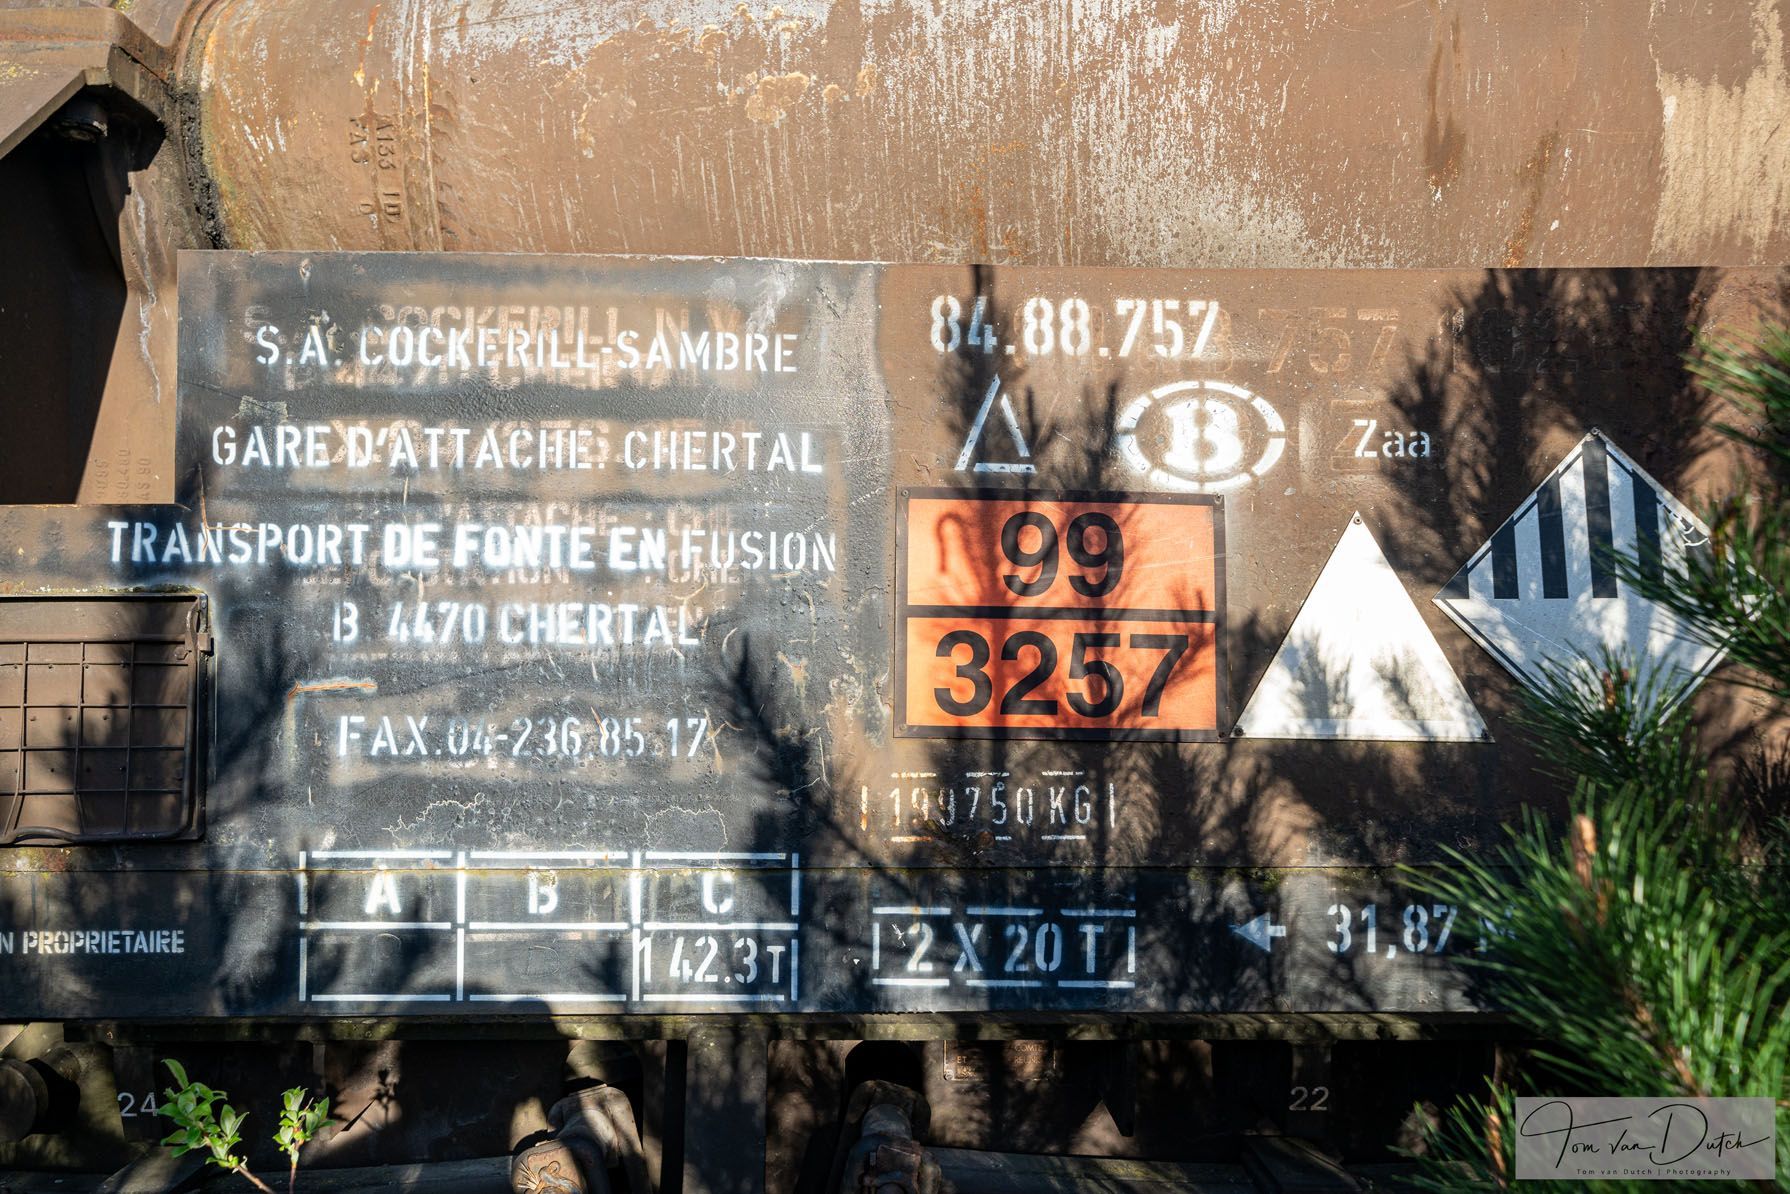 S.A. COCKERILL-SAMBRE
GARE D'ATTACHE: CHERTAL
TRANSPORT DE FONTE EN FUSION
B 4470 CHERTAL
FAX.04-236.85.17
84.88.757
B
Zaa
99
3257
199750 KG
A B C
142.3T
N PROPRIETAIRE
2 X 20 T
31,87 M
24
22
Tom van Dutch
Tom van Dutch | Photography